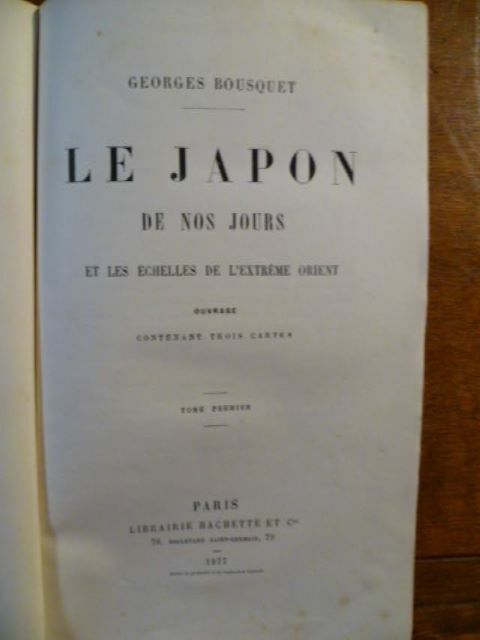 GEORGES BOUSQUET
LE JAPON
DE NOS JOURS
ET LES ÉCHELLES DE L'EXTRÊME ORIENT
OUVRAGE
CONTENANT TROIS CARTES
TOME PREMIER
PARIS
LIBRAIRIE HACHETTE ET Cie
79, BOULEVARD SAINT-GERMAIN, 79
1877